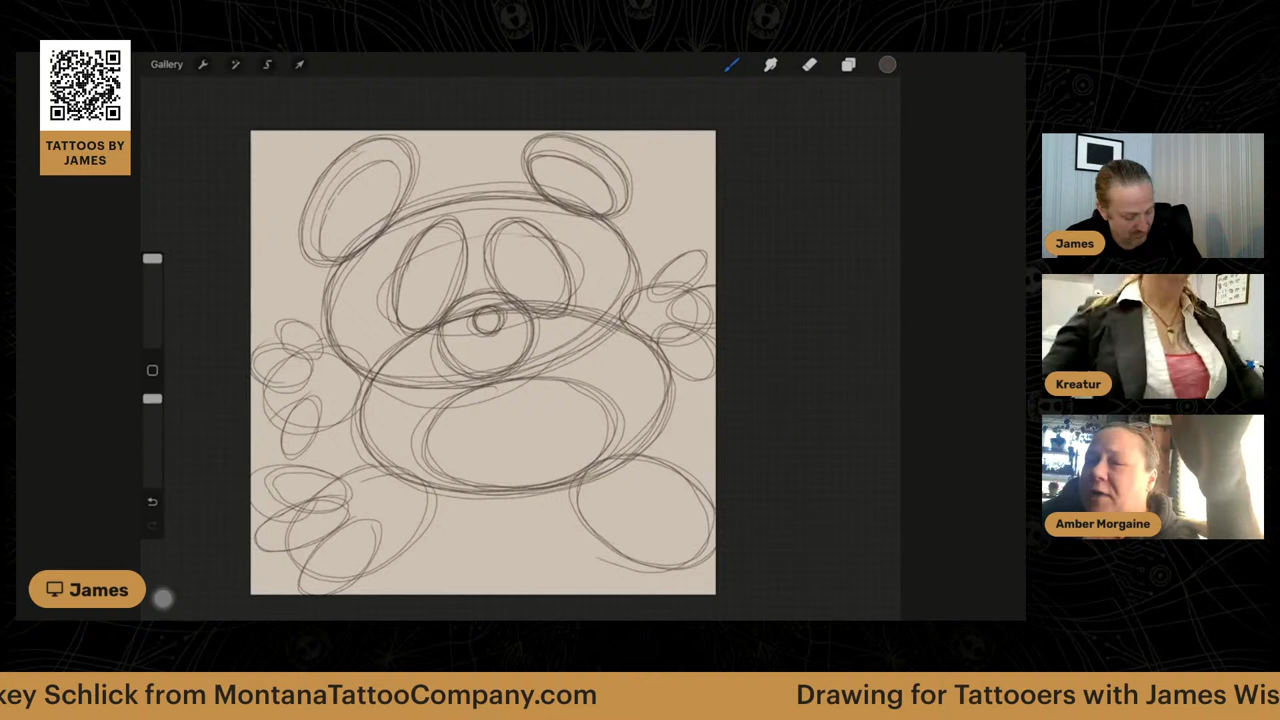 TATTOOS BY
JAMES
Gallery
James
Kreatur
Amber Morgaine
James
key Schlick from MontanaTattooCompany.com
Drawing for Tattooers with James Wis